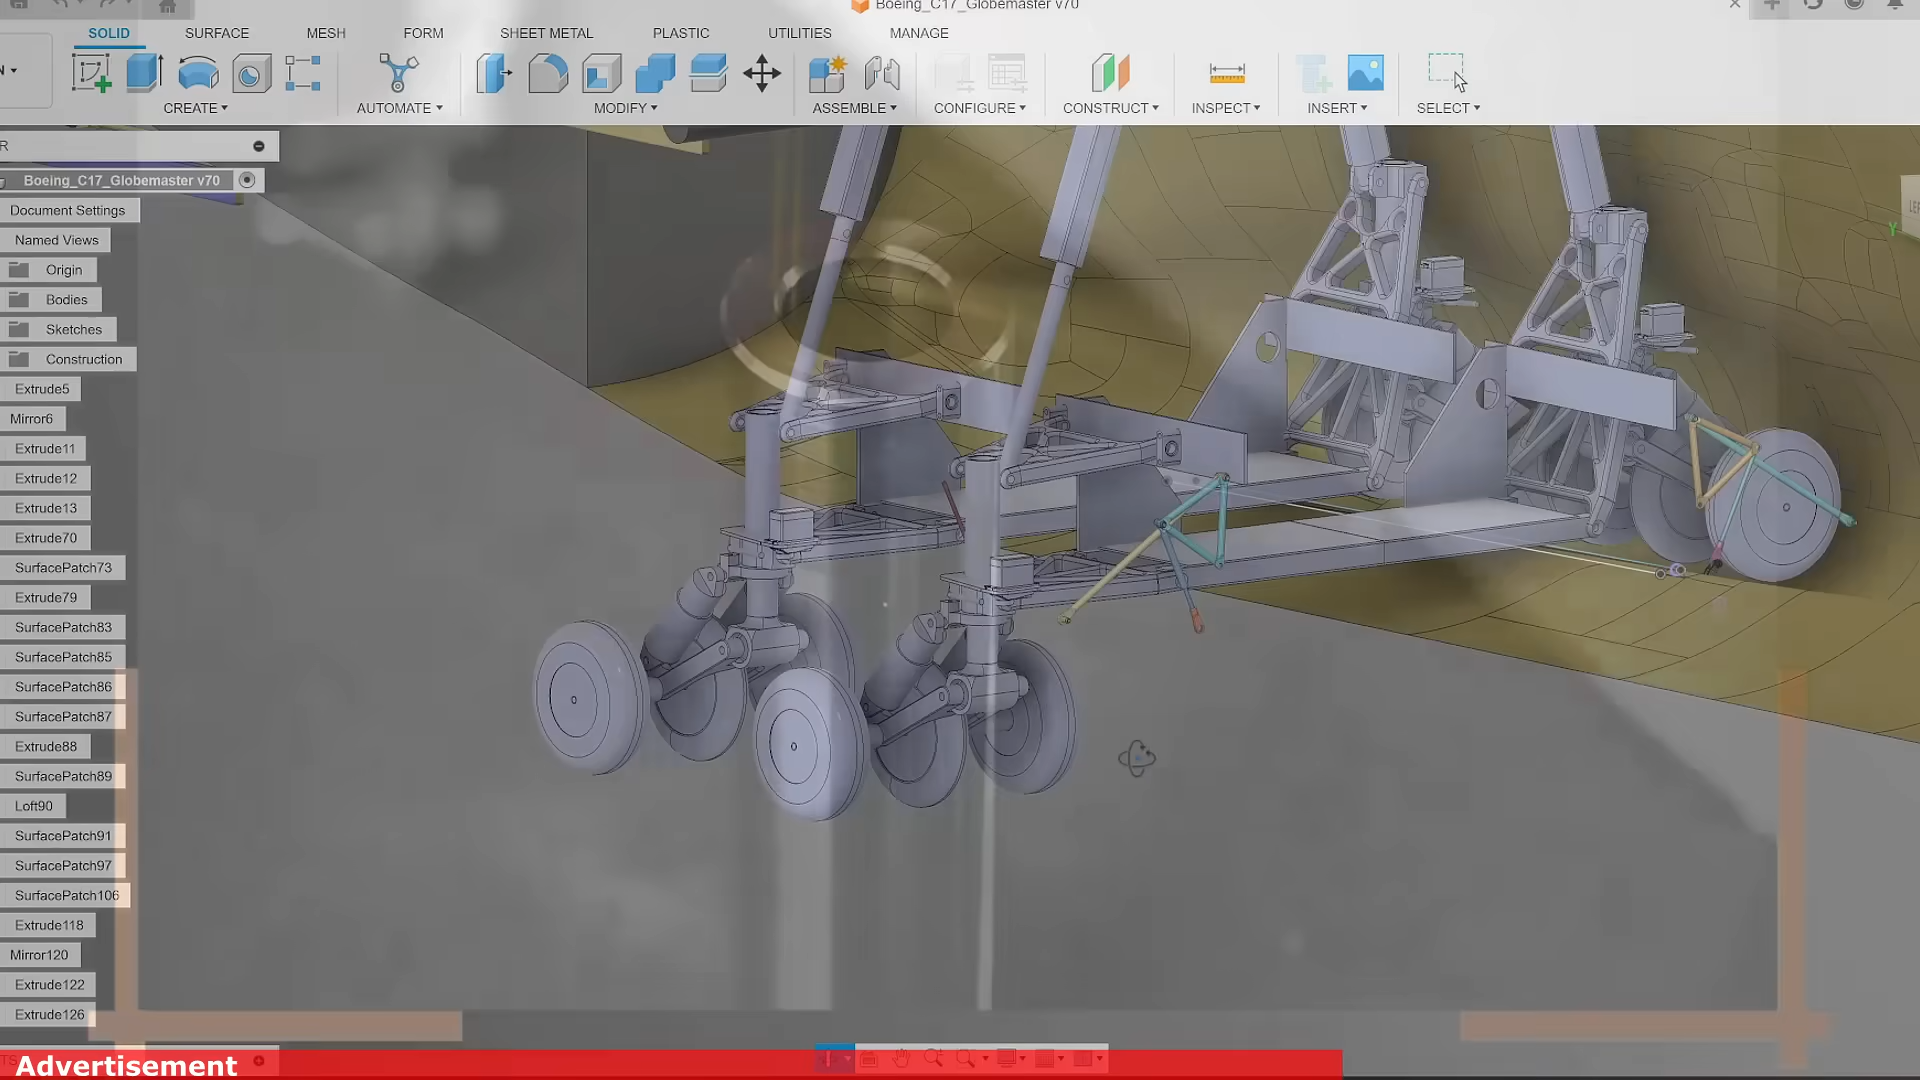 Boeing_C17_Globemaster v70
SOLID SURFACE MESH FORM SHEET METAL PLASTIC UTILITIES MANAGE
CREATE AUTOMATE MODIFY ASSEMBLE CONFIGURE CONSTRUCT INSPECT INSERT SELECT
Boeing_C17_Globemaster v70
Document Settings
Named Views
Origin
Bodies
Sketches
Construction
Extrude5
Mirror6
Extrude11
Extrude12
Extrude13
Extrude70
SurfacePatch73
Extrude79
SurfacePatch83
SurfacePatch85
SurfacePatch86
SurfacePatch87
Extrude88
SurfacePatch89
Loft90
SurfacePatch91
SurfacePatch97
SurfacePatch106
Extrude118
Mirror120
Extrude122
Extrude126
Advertisement
Y